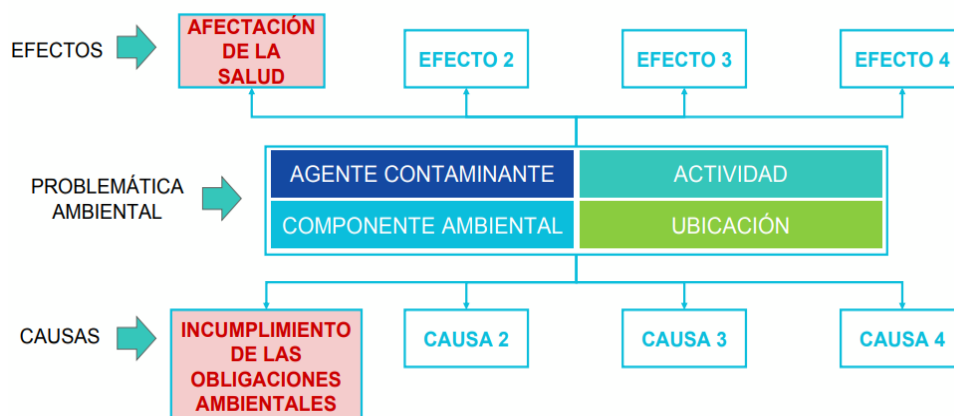 EFECTOS
AFECTACIÓN
DE LA
SALUD
EFECTO 2
EFECTO 3
EFECTO 4
PROBLEMÁTICA
AMBIENTAL
AGENTE CONTAMINANTE
ACTIVIDAD
COMPONENTE AMBIENTAL
UBICACIÓN
CAUSAS
INCUMPLIMIENTO
DE LAS
OBLIGACIONES
AMBIENTALES
CAUSA 2
CAUSA 3
CAUSA 4